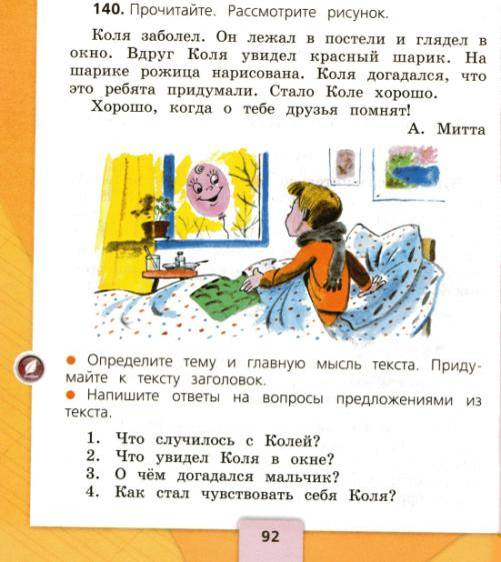 140. Прочитайте. Рассмотрите рисунок.
Коля заболел. Он лежал в постели и глядел в
окно. Вдруг Коля увидел красный шарик. На
шарике рожица нарисована. Коля догадался, что
это ребята придумали. Стало Коле хорошо.
Хорошо, когда о тебе друзья помнят!
А. Митта
• Определите тему и главную мысль текста. Приду-
майте к тексту заголовок.
• Напишите ответы на вопросы предложениями из
текста.
1. Что случилось с Колей?
2. Что увидел Коля в окне?
3. О чём догадался мальчик?
4. Как стал чувствовать себя Коля?
92